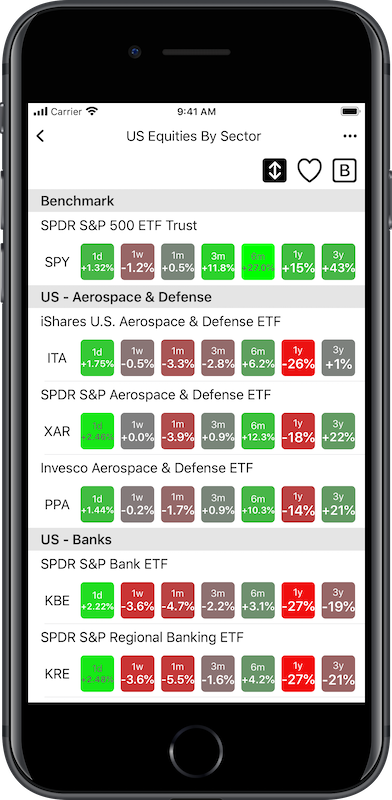 Carrier 9:41 AM
US Equities By Sector
B
Benchmark
SPDR S&P 500 ETF Trust
SPY 1d +1.32% 1w -1.2% 1m +0.5% 3m +11.8% 6m +27.0% 1y +15% 3y +43%
US - Aerospace & Defense
iShares U.S. Aerospace & Defense ETF
ITA 1d +1.75% 1w -0.5% 1m -3.3% 3m -2.8% 6m +6.2% 1y -26% 3y +1%
SPDR S&P Aerospace & Defense ETF
XAR 1d +2.46% 1w +0.0% 1m -3.9% 3m +0.9% 6m +12.3% 1y -18% 3y +22%
Invesco Aerospace & Defense ETF
PPA 1d +1.44% 1w -0.2% 1m -1.7% 3m +0.9% 6m +10.3% 1y -14% 3y +21%
US - Banks
SPDR S&P Bank ETF
KBE 1d +2.22% 1w -3.6% 1m -4.7% 3m -2.2% 6m +3.1% 1y -27% 3y -19%
SPDR S&P Regional Banking ETF
KRE 1d +2.48% 1w -3.6% 1m -5.5% 3m -1.6% 6m +4.2% 1y -27% 3y -21%